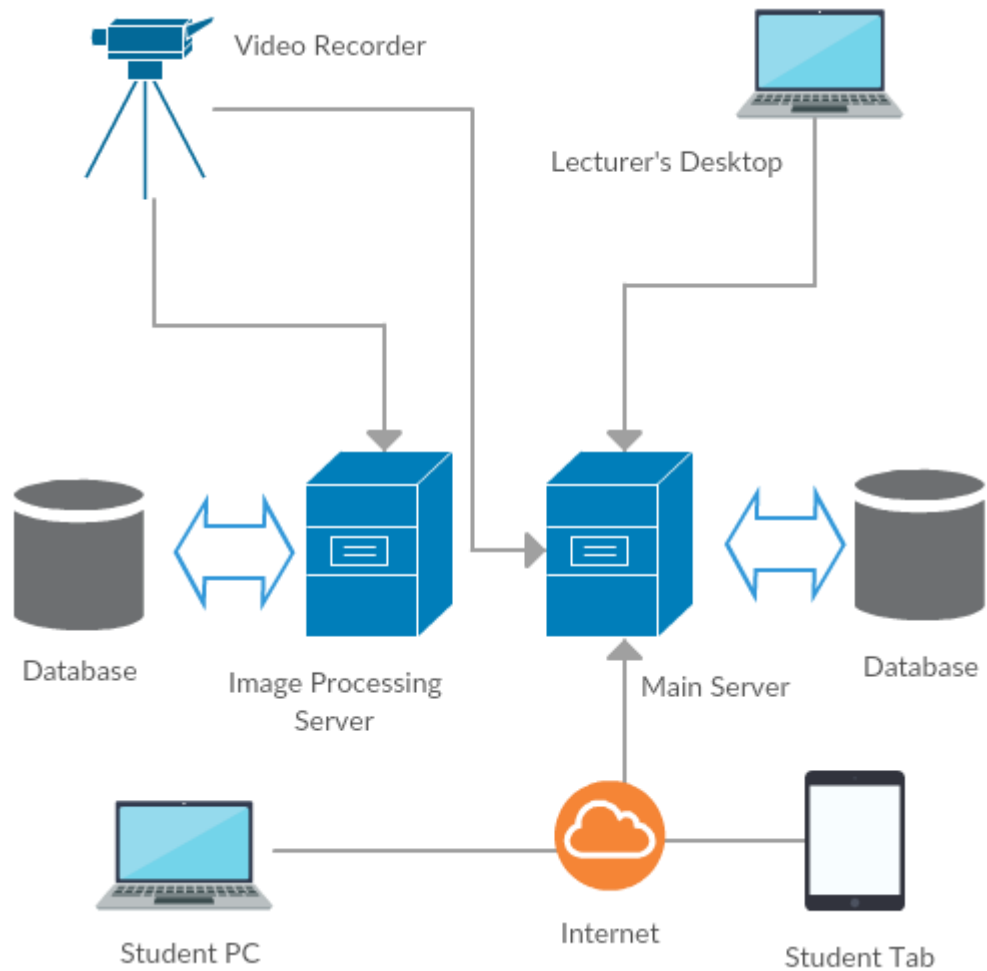 Video Recorder
Lecturer's Desktop
Database
Image Processing
Server
Main Server
Database
Student PC
Internet
Student Tab